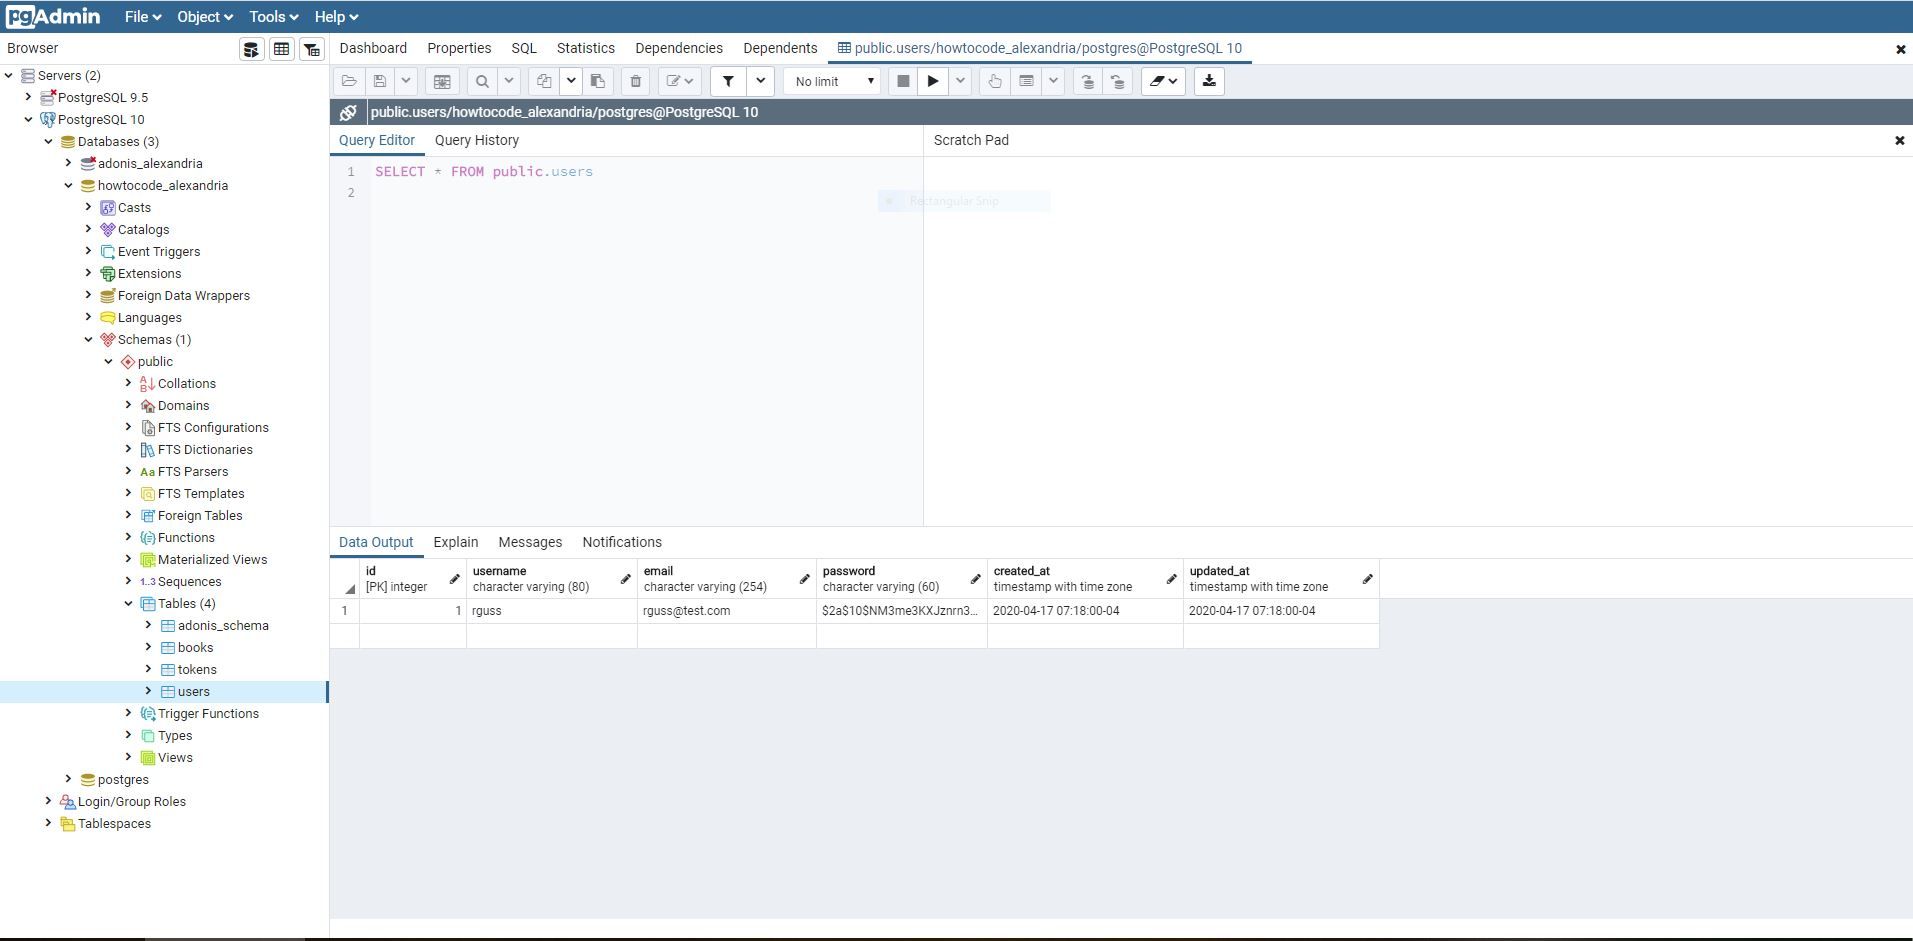 pgAdmin File Object Tools Help
Browser
Dashboard Properties SQL Statistics Dependencies Dependents public.users/howtocode_alexandria/postgres@PostgreSQL 10
Servers (2)
PostgreSQL 9.5
PostgreSQL 10
Databases (3)
adonis_alexandria
howtocode_alexandria
Casts
Catalogs
Event Triggers
Extensions
Foreign Data Wrappers
Languages
Schemas (1)
public
Collations
Domains
FTS Configurations
FTS Dictionaries
Aa FTS Parsers
FTS Templates
Foreign Tables
Functions
Materialized Views
1..3 Sequences
Tables (4)
adonis_schema
books
tokens
users
Trigger Functions
Types
Views
postgres
Login/Group Roles
Tablespaces
No limit
public.users/howtocode_alexandria/postgres@PostgreSQL 10
Query Editor Query History
Scratch Pad
1 SELECT * FROM public.users
2
Rectangular Snip
Data Output Explain Messages Notifications
id username email password created_at updated_at
[PK] integer character varying (80) character varying (254) character varying (60) timestamp with time zone timestamp with time zone
1 1 rguss rguss@test.com $2a$10$NM3me3KXJznrn3... 2020-04-17 07:18:00-04 2020-04-17 07:18:00-04